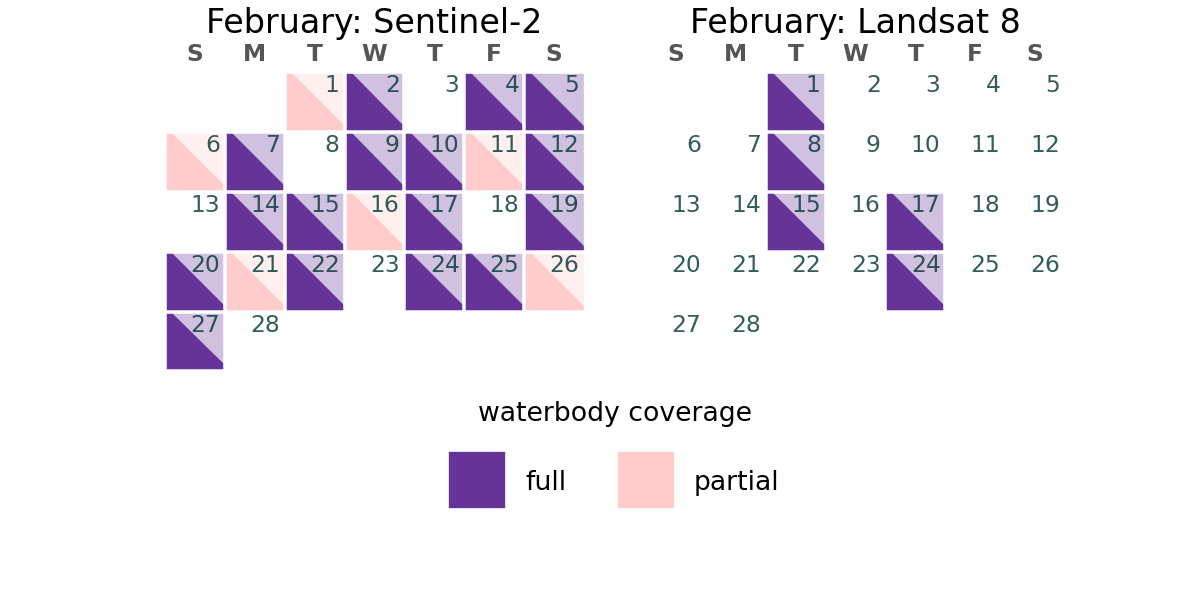 February: Sentinel-2
S M T W T F S
1 2 3 4 5
6 7 8 9 10 11 12
13 14 15 16 17 18 19
20 21 22 23 24 25 26
27 28
February: Landsat 8
S M T W T F S
1 2 3 4 5
6 7 8 9 10 11 12
13 14 15 16 17 18 19
20 21 22 23 24 25 26
27 28
waterbody coverage
full partial